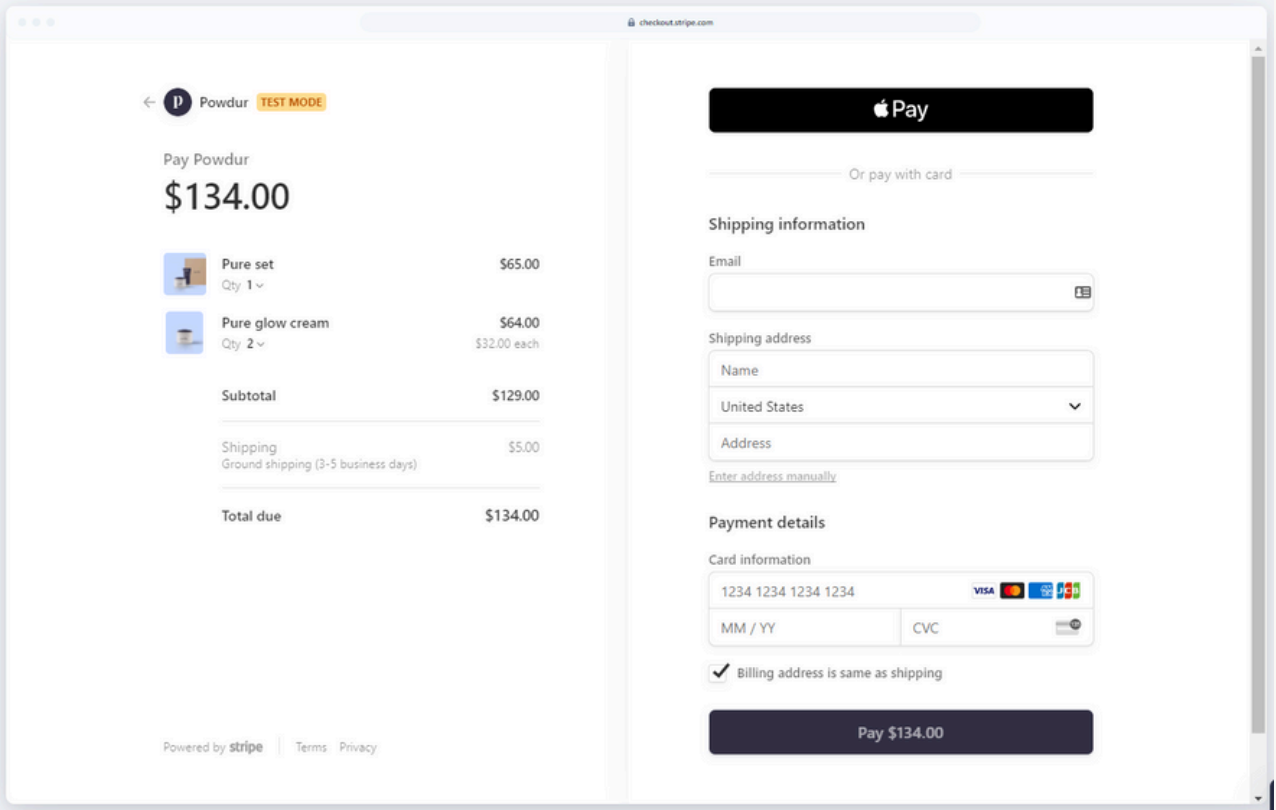 checkout.stripe.com
P Powdur TEST MODE
Pay Powdur
$134.00
Pure set $65.00
Qty 1
Pure glow cream $64.00
Qty 2 $32.00 each
Subtotal $129.00
Shipping $5.00
Ground shipping (3-5 business days)
Total due $134.00
Powered by stripe Terms Privacy
Pay
Or pay with card
Shipping information
Email
Shipping address
Name
United States
Address
Enter address manually
Payment details
Card information
1234 1234 1234 1234 VISA JCB
MM / YY CVC
Billing address is same as shipping
Pay $134.00